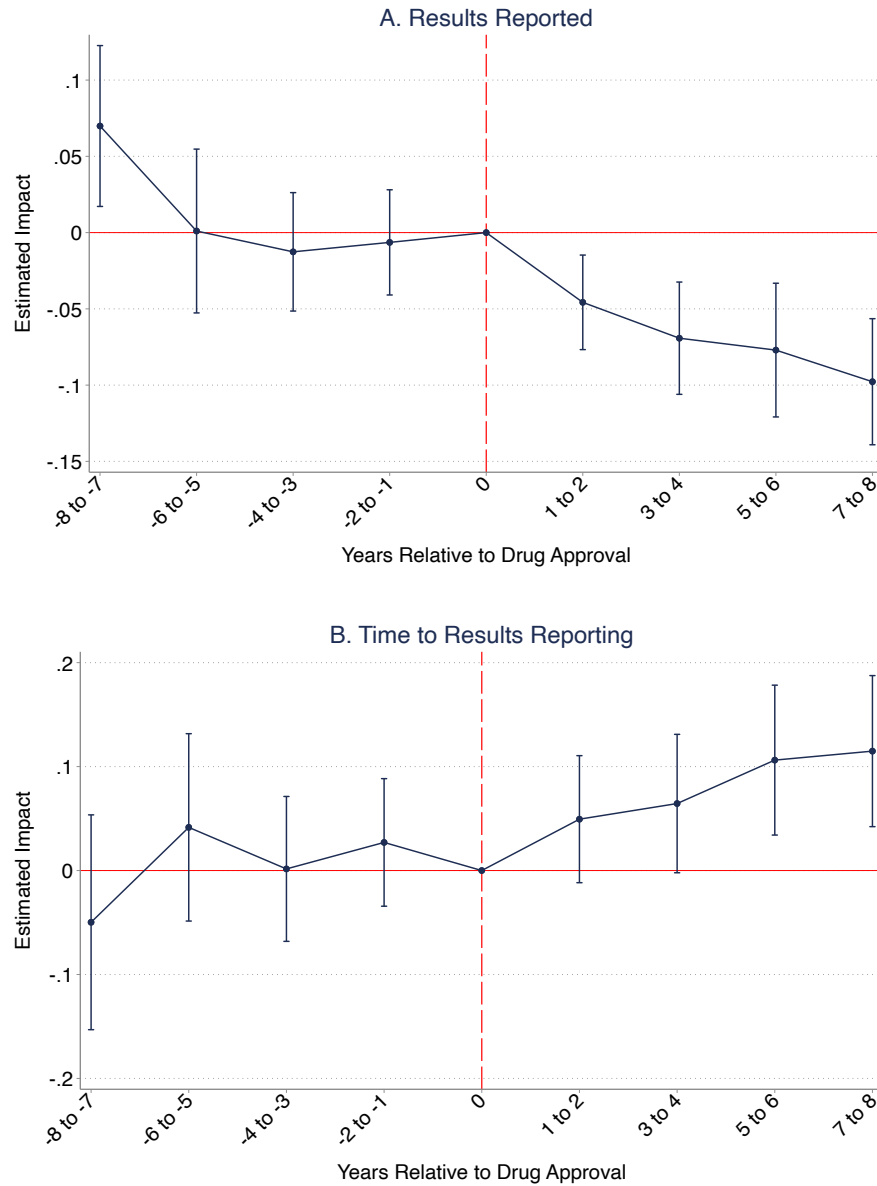 A. Results Reported
.1
.05
0
-.05
-.1
-.15
Estimated Impact
-8 to -7
-6 to -5
-4 to -3
-2 to -1
0
1 to 2
3 to 4
5 to 6
7 to 8
Years Relative to Drug Approval
B. Time to Results Reporting
.2
.1
0
-.1
-.2
Estimated Impact
-8 to -7
-6 to -5
-4 to -3
-2 to -1
0
1 to 2
3 to 4
5 to 6
7 to 8
Years Relative to Drug Approval